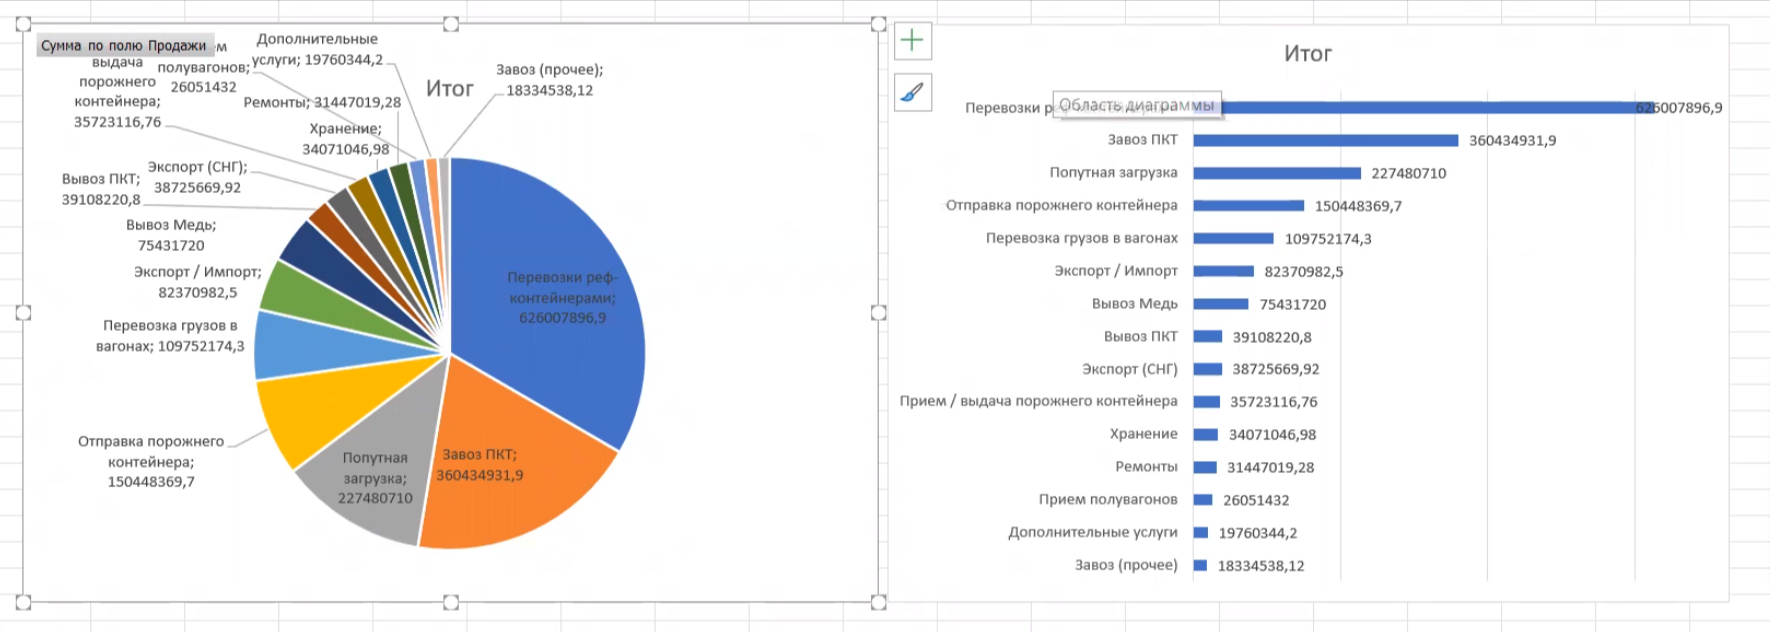 Сумма по полю Продажи
ем
полувагонов;
26051432
выдача
порожнего
контейнера;
35723116,76
Дополнительные
услуги; 19760344,2
Итог
Завоз (прочее);
18334538,12
Ремонты; 31447019,28
Хранение;
34071046,98
Экспорт (СНГ);
38725669,92
Вывоз ПКТ;
39108220,8
Вывоз Медь;
75431720
Экспорт / Импорт;
82370982,5
Перевозка грузов в
вагонах; 109752174,3
Отправка порожнего
контейнера;
150448369,7
Попутная
загрузка;
227480710
Завоз ПКТ;
360434931,9
Перевозки реф-
контейнерами;
626007896,9
Итог
Перевозки Область диаграммы 626007896,9
Завоз ПКТ 360434931,9
Попутная загрузка 227480710
Отправка порожнего контейнера 150448369,7
Перевозка грузов в вагонах 109752174,3
Экспорт / Импорт 82370982,5
Вывоз Медь 75431720
Вывоз ПКТ 39108220,8
Экспорт (СНГ) 38725669,92
Прием / выдача порожнего контейнера 35723116,76
Хранение 34071046,98
Ремонты 31447019,28
Прием полувагонов 26051432
Дополнительные услуги 19760344,2
Завоз (прочее) 18334538,12